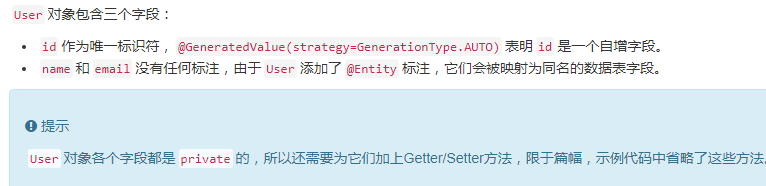 User 对象包含三个字段：
id 作为唯一标识符，@GeneratedValue(strategy=GenerationType.AUTO) 表明 id 是一个自增字段。
name 和 email 没有任何标注，由于 User 添加了 @Entity 标注，它们会被映射为同名的数据表字段。
提示
User 对象各个字段都是 private 的，所以还需要为它们加上Getter/Setter方法，限于篇幅，示例代码中省略了这些方法。